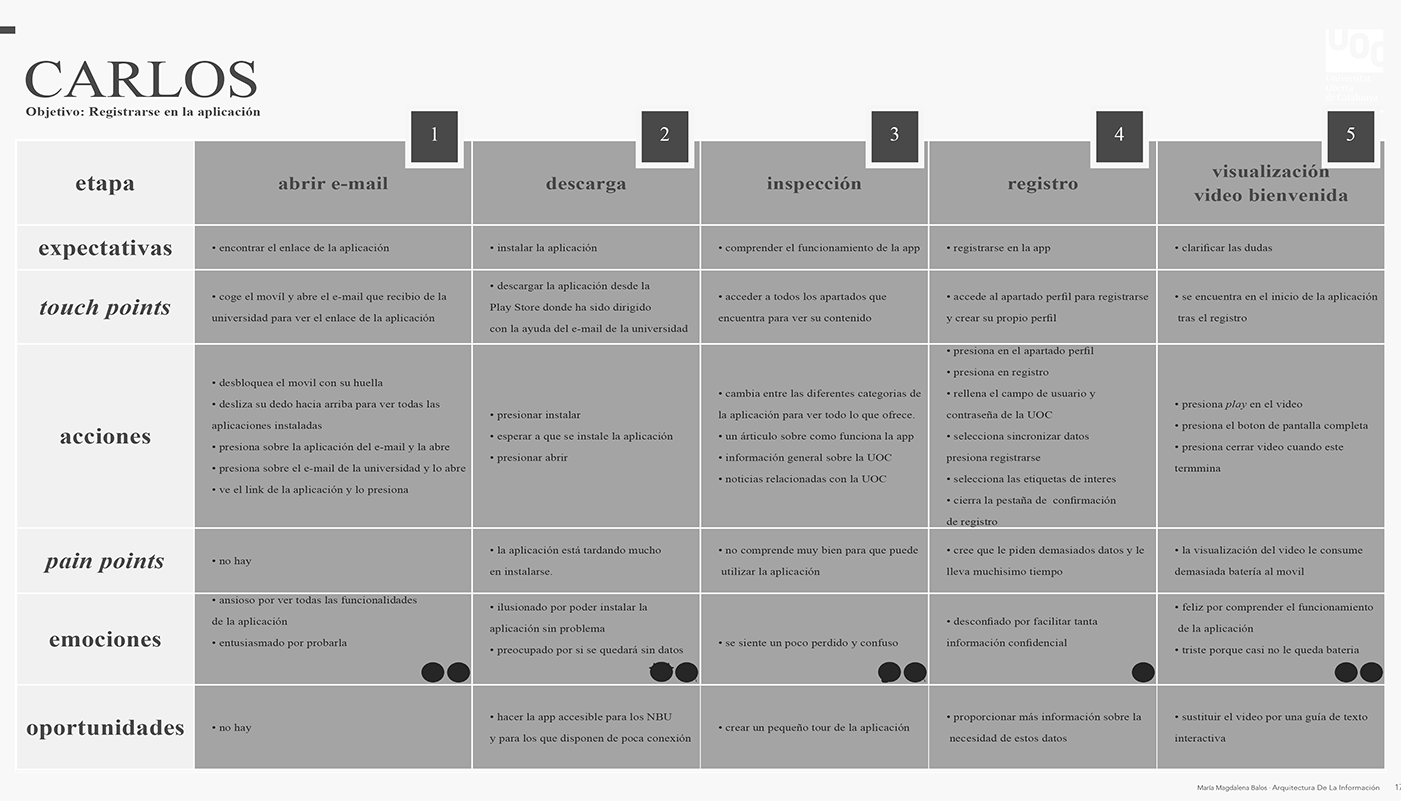 CARLOS
Objetivo: Registrarse en la aplicación
1
2
3
4
5
etapa
abrir e-mail
descarga
inspección
registro
visualización
video bienvenida
expectativas
• encontrar el enlace de la aplicación
• instalar la aplicación
• comprender el funcionamiento de la app
• registrarse en la app
• clarificar las dudas
touch points
• coge el movíl y abre el e-mail que recibio de la
universidad para ver el enlace de la aplicación
• descargar la aplicación desde la
Play Store donde ha sido dirigido
con la ayuda del e-mail de la universidad
• acceder a todos los apartados que
encuentra para ver su contenido
• accede al apartado perfil para registrarse
y crear su propio perfil
• se encuentra en el inicio de la aplicación
tras el registro
acciones
• desbloquea el movil con su huella
• desliza su dedo hacia arriba para ver todas las
aplicaciones instaladas
• presiona sobre la aplicación del e-mail y la abre
• presiona sobre el e-mail de la universidad y lo abre
• ve el link de la aplicación y lo presiona
• presionar instalar
• esperar a que se instale la aplicación
• presionar abrir
• cambia entre las diferentes categorias de
la aplicación para ver todo lo que ofrece.
• un árticulo sobre como funciona la app
• información general sobre la UOC
• noticias relacionadas con la UOC
• presiona en el apartado perfil
• presiona en registro
• rellena el campo de usuario y
contraseña de la UOC
• selecciona sincronizar datos
presiona registrarse
• selecciona las etiquetas de interes
• cierra la pestaña de confirmación
de registro
• presiona play en el video
• presiona el boton de pantalla completa
• presiona cerrar video cuando este
termmina
pain points
• no hay
• la aplicación está tardando mucho
en instalarse.
• no comprende muy bien para que puede
utilizar la aplicación
• cree que le piden demasiados datos y le
lleva muchisimo tiempo
• la visualización del video le consume
demasiada batería al movil
emociones
• ansioso por ver todas las funcionalidades
de la aplicación
• entusiasmado por probarla
• ilusionado por poder instalar la
aplicación sin problema
• preocupado por si se quedará sin datos
• se siente un poco perdido y confuso
• desconfiado por facilitar tanta
información confidencial
• feliz por comprender el funcionamiento
de la aplicación
• triste porque casi no le queda bateria
oportunidades
• no hay
• hacer la app accesible para los NBU
y para los que disponen de poca conexión
• crear un pequeño tour de la aplicación
• proporcionar más información sobre la
necesidad de estos datos
• sustituir el video por una guía de texto
interactiva
María Magdalena Balos · Arquitectura De La Información 17